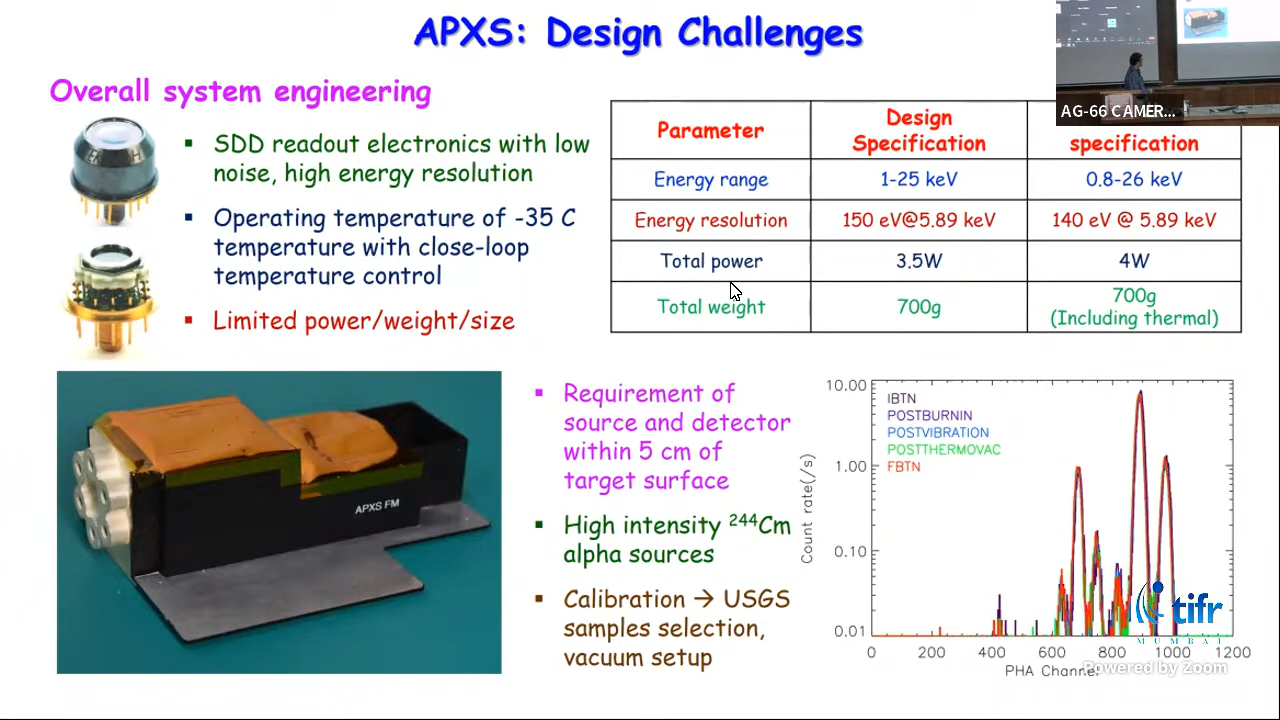 APXS: Design Challenges
AG-66 CAMER...
Overall system engineering
▪ SDD readout electronics with low
noise, high energy resolution
▪ Operating temperature of -35 C
temperature with close-loop
temperature control
▪ Limited power/weight/size
Parameter
Design
Specification
specification
Energy range
1-25 keV
0.8-26 keV
Energy resolution
150 eV@5.89 keV
140 eV @ 5.89 keV
Total power
3.5W
4W
Total weight
700g
700g
(Including thermal)
APXS FM
▪ Requirement of
source and detector
within 5 cm of
target surface
▪ High intensity ²⁴⁴Cm
alpha sources
▪ Calibration → USGS
samples selection,
vacuum setup
Count rate(/s)
10.00
1.00
0.10
0.01
IBTN
POSTBURNIN
POSTVIBRATION
POSTTHERMOVAC
FBTN
0 200 400 600 800 1000 1200
PHA Channel
tifr
MUMBAI
Powered by Zoom